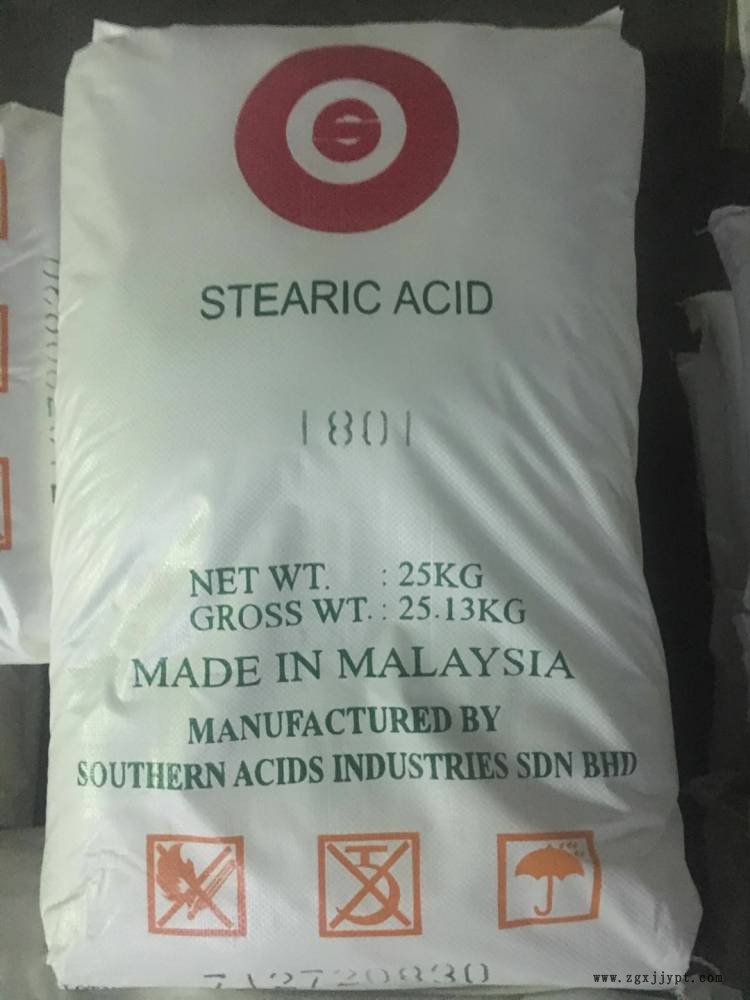 STEARIC ACID
1801
NET WT. : 25KG
GROSS WT. : 25.13KG
MADE IN MALAYSIA
MANUFACTURED BY
SOUTHERN ACIDS INDUSTRIES SDN BHD
www.zgxjjypt.com